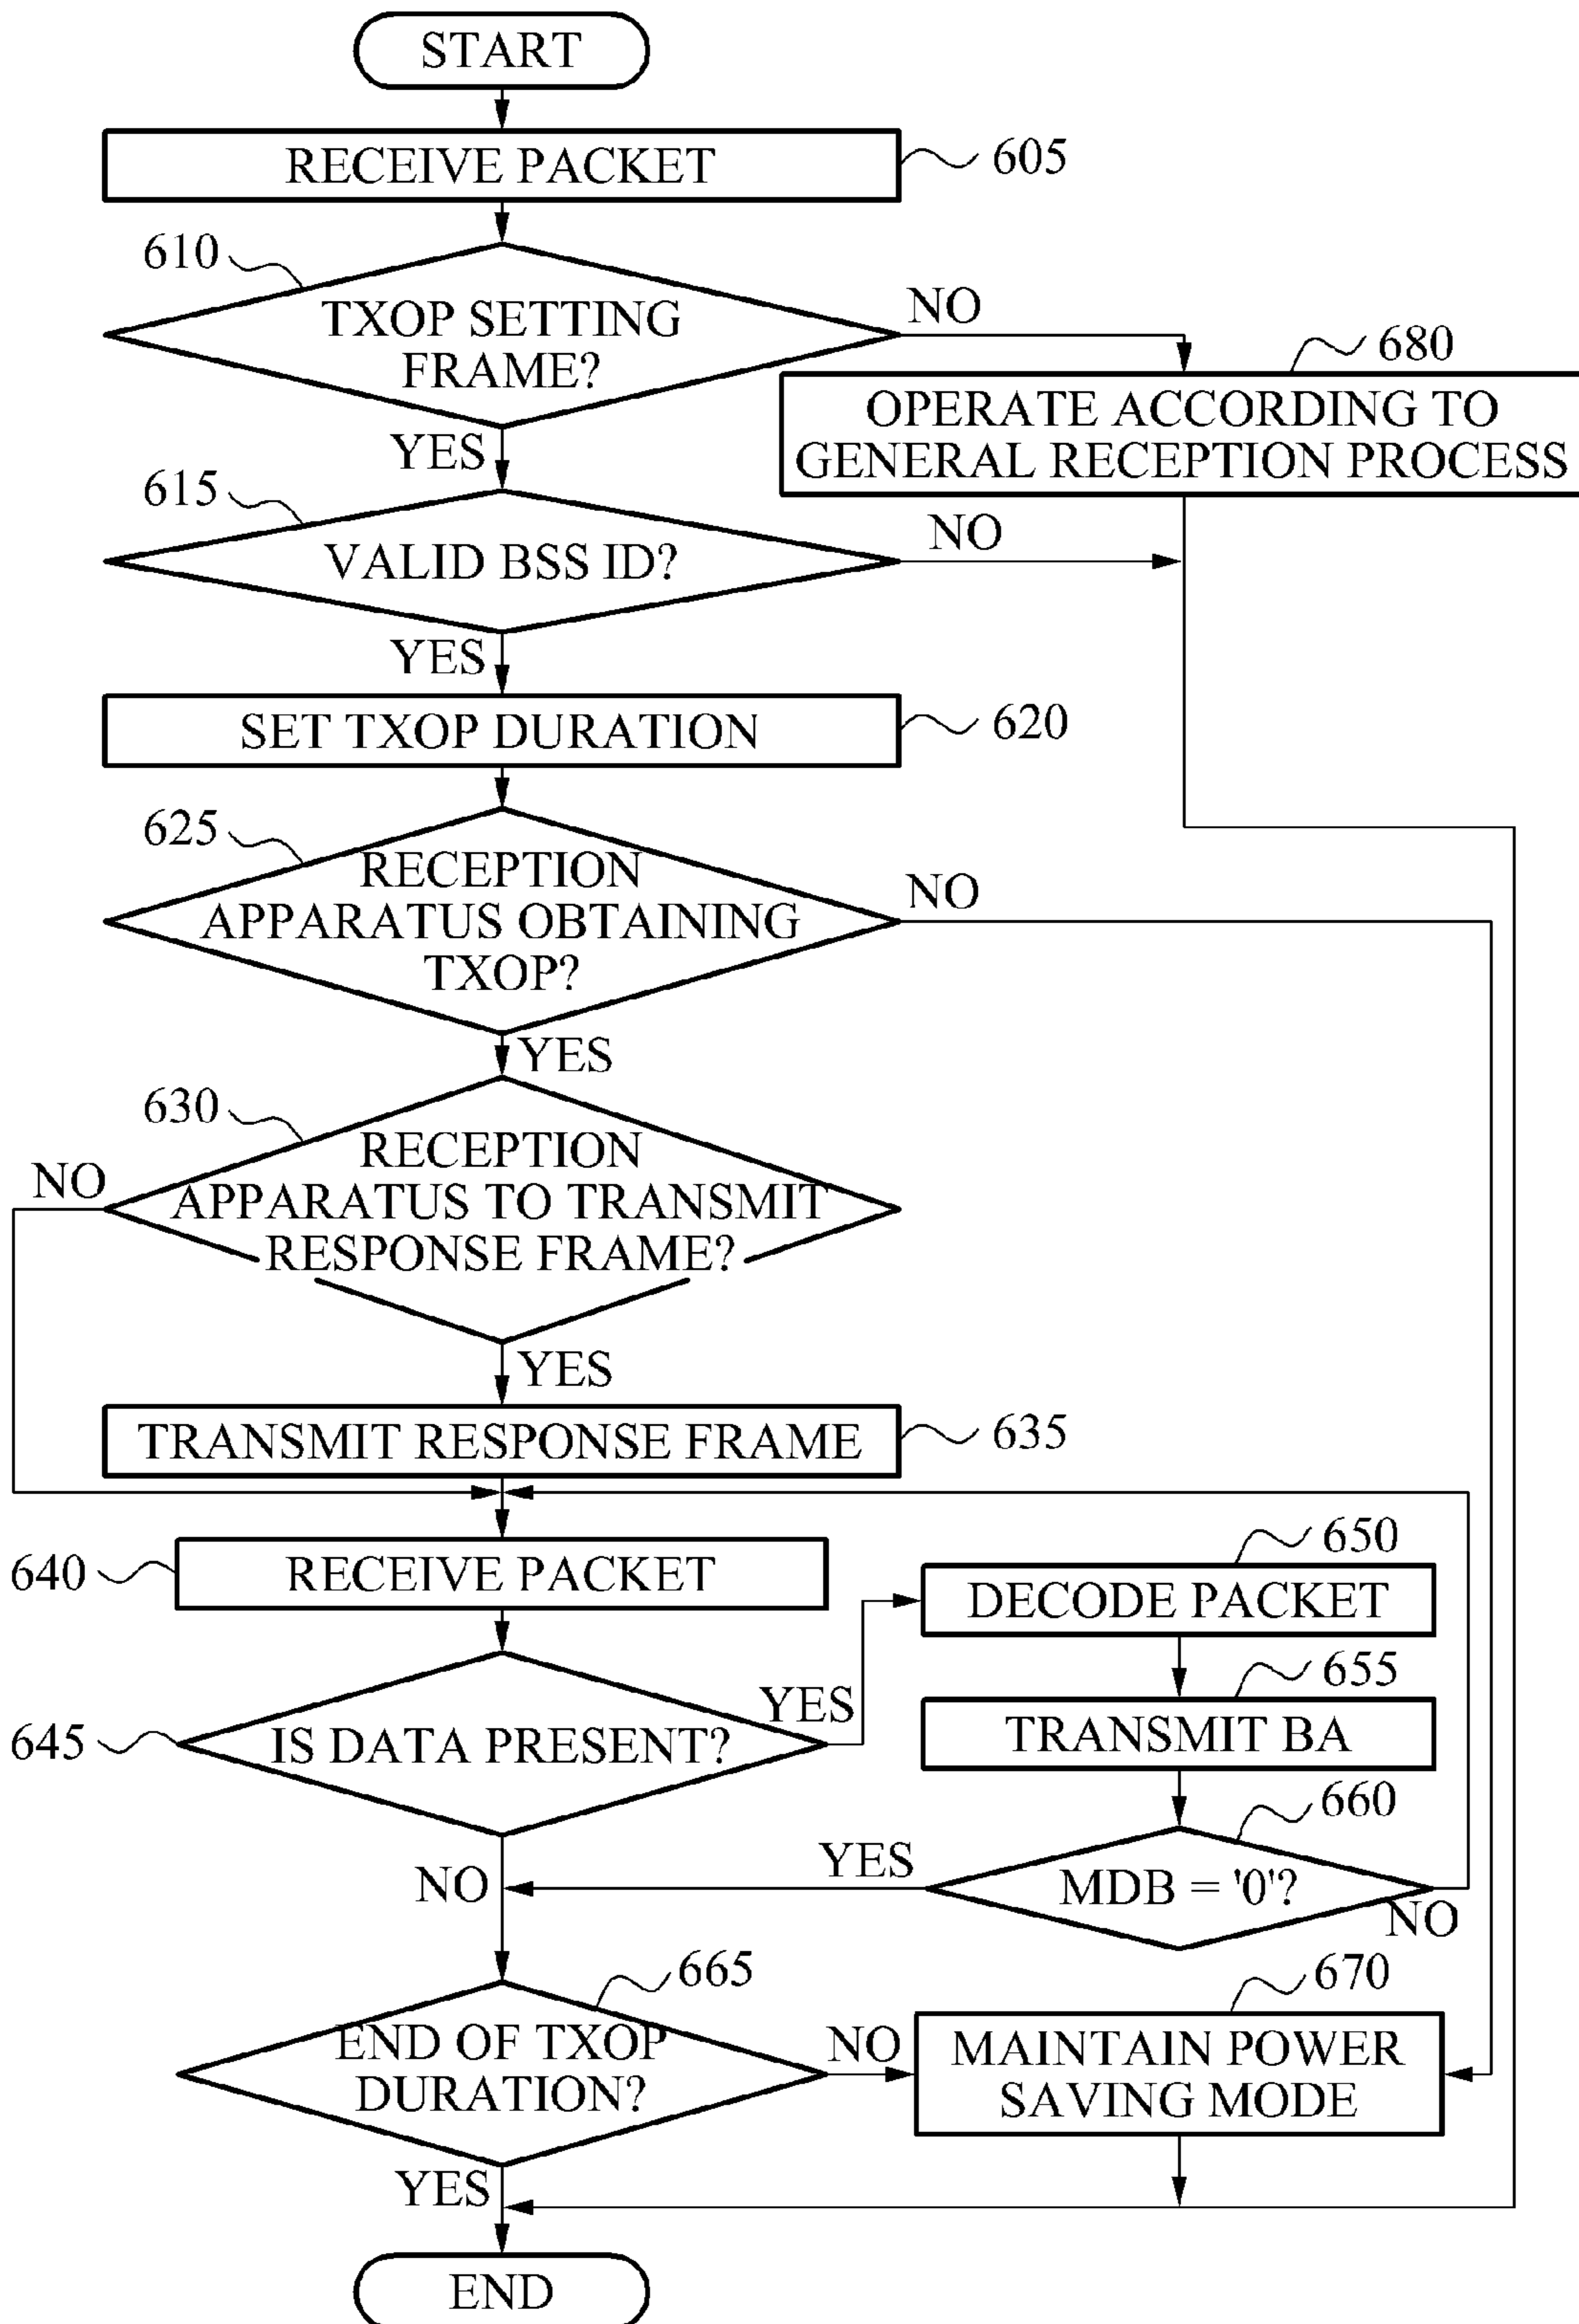 START
RECEIVE PACKET
605
610
TXOP SETTING
FRAME?
NO
680
OPERATE ACCORDING TO
GENERAL RECEPTION PROCESS
YES
615
VALID BSS ID?
NO
YES
SET TXOP DURATION
620
625
RECEPTION
APPARATUS OBTAINING
TXOP?
NO
YES
630
RECEPTION
APPARATUS TO TRANSMIT
RESPONSE FRAME?
NO
YES
TRANSMIT RESPONSE FRAME
635
640
RECEIVE PACKET
650
DECODE PACKET
645
IS DATA PRESENT?
YES
655
TRANSMIT BA
660
MDB = '0'?
YES
NO
NO
665
END OF TXOP
DURATION?
NO
670
MAINTAIN POWER
SAVING MODE
YES
END